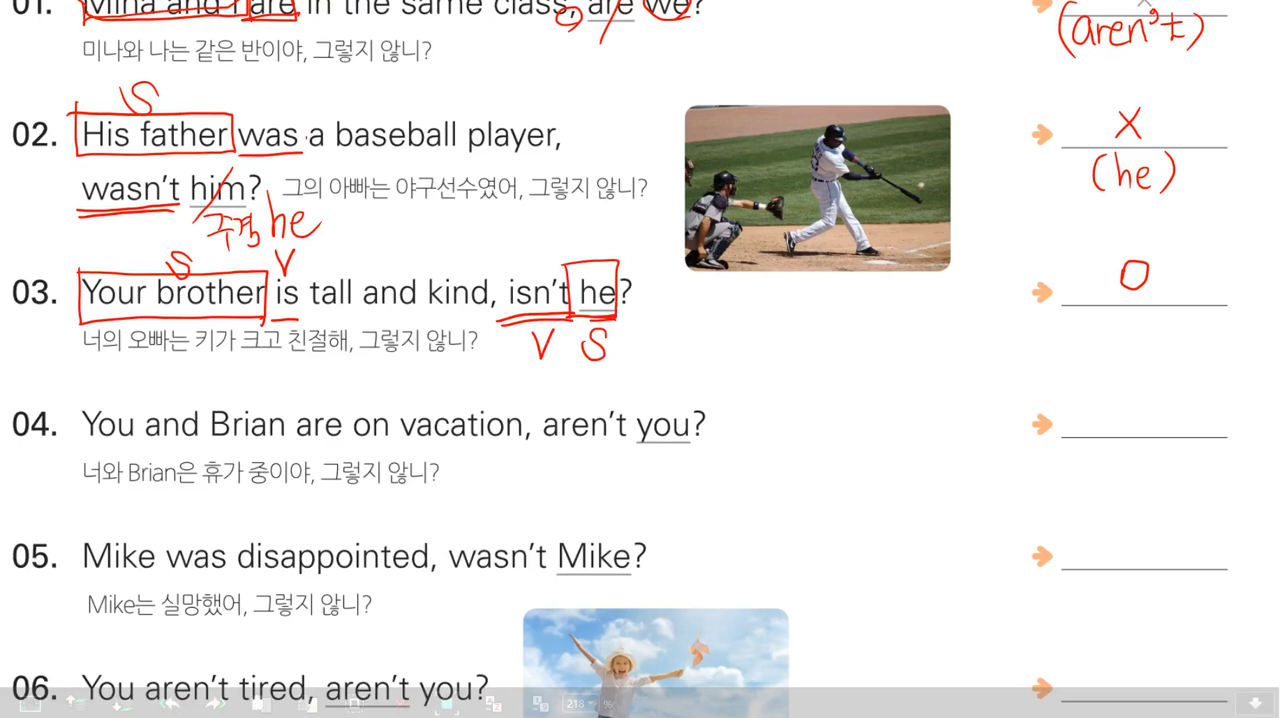 01. Mina and I are in the same class, are we?
(aren't)
미나와 나는 같은 반이야, 그렇지 않니?
S
02. His father was a baseball player,
X
wasn't him? 그의 아빠는 야구선수였어, 그렇지 않니?
(he)
주격 he
S V
03. Your brother is tall and kind, isn't he?
O
너의 오빠는 키가 크고 친절해, 그렇지 않니?
V S
04. You and Brian are on vacation, aren't you?
너와 Brian은 휴가 중이야, 그렇지 않니?
05. Mike was disappointed, wasn't Mike?
Mike는 실망했어, 그렇지 않니?
06. You aren't tired, aren't you?
218